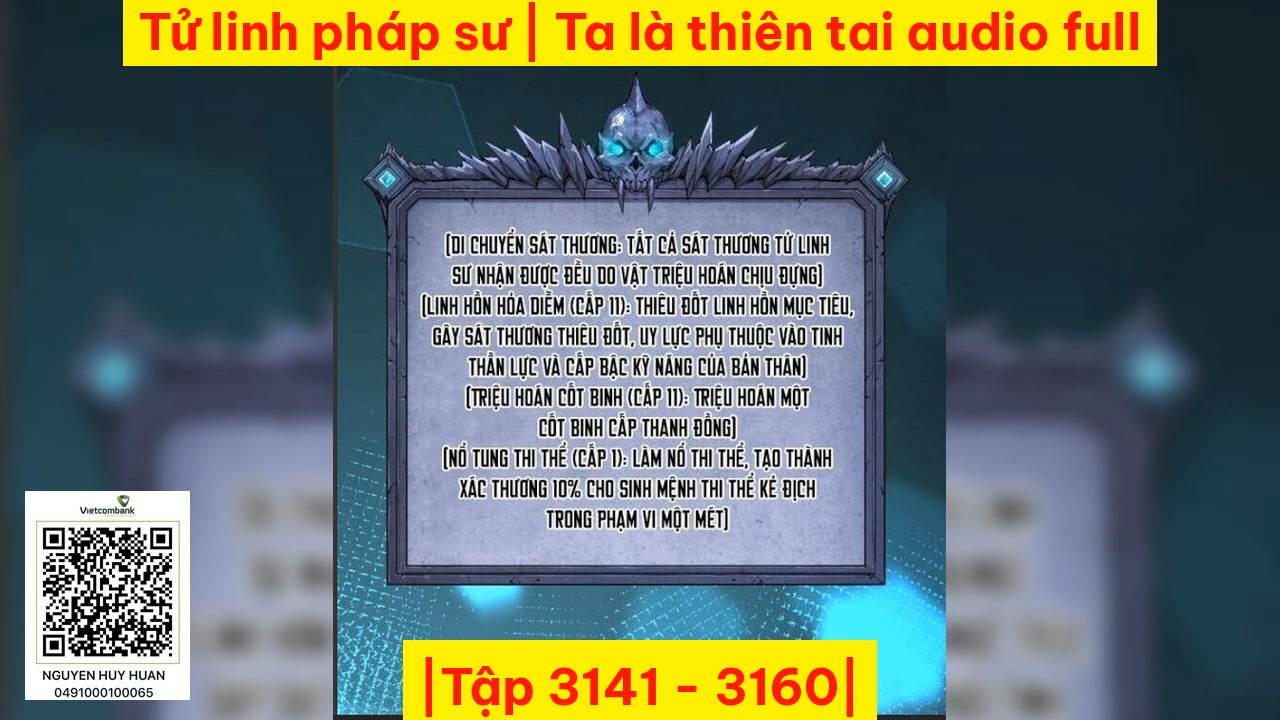 Tử linh pháp sư | Ta là thiên tai audio full
[DI CHUYỂN SÁT THƯƠNG: TẤT CẢ SÁT THƯƠNG TỬ LINH
SƯ NHẬN ĐƯỢC ĐỀU DO VẬT TRIỆU HOÁN CHỊU ĐỰNG]
[LINH HỒN HỎA DIỄM (CẤP 11): THIÊU ĐỐT LINH HỒN MỤC TIÊU,
GÂY SÁT THƯƠNG THIÊU ĐỐT, UY LỰC PHỤ THUỘC VÀO TINH
THẦN LỰC VÀ CẤP BẬC KỸ NĂNG CỦA BẢN THÂN]
[TRIỆU HOÁN CỐT BINH (CẤP 11): TRIỆU HOÁN MỘT
CỐT BINH CẤP THANH ĐỒNG]
[NỔ TUNG THI THỂ (CẤP 1): LÀM NỔ THI THỂ, TẠO THÀNH
XÁC THƯƠNG 10% CHO SINH MỆNH THI THỂ KẺ ĐỊCH
TRONG PHẠM VI MỘT MÉT]
Vietcombank
NGUYEN HUY HUAN
0491000100065
|Tập 3141 - 3160|